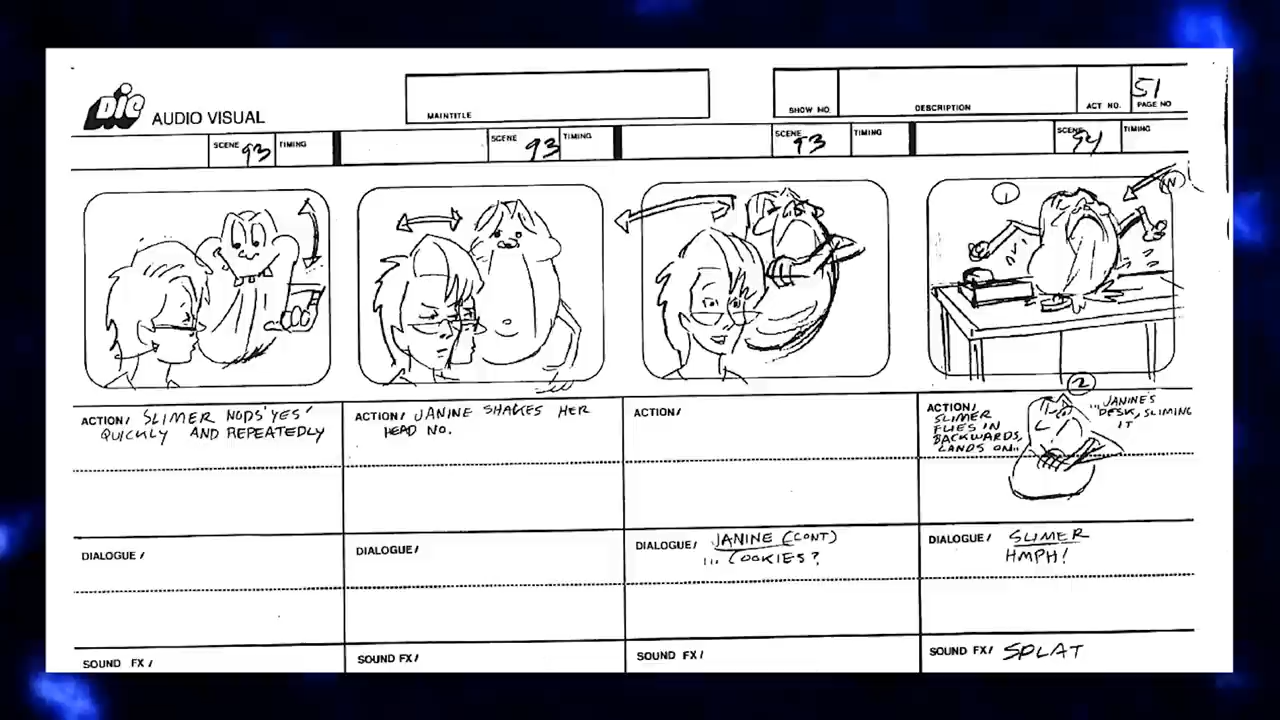 DIC AUDIO VISUAL
MAINTITLE
SHOW NO.
DESCRIPTION
ACT NO.
51
PAGE NO
SCENE 93 TIMING
SCENE 93 TIMING
SCENE 93 TIMING
SCENE 94 TIMING
1
ACTION/ SLIMER NODS 'YES'
QUICKLY AND REPEATEDLY
ACTION/ JANINE SHAKES HER
HEAD NO.
ACTION/
2
ACTION/
SLIMER
FLIES IN
BACKWARDS,
LANDS ON...
...JANINE'S
DESK, SLIMING
IT
DIALOGUE/
DIALOGUE/
DIALOGUE/ JANINE (CONT)
... COOKIES?
DIALOGUE/ SLIMER
HMPH!
SOUND FX/
SOUND FX/
SOUND FX/
SOUND FX/ SPLAT